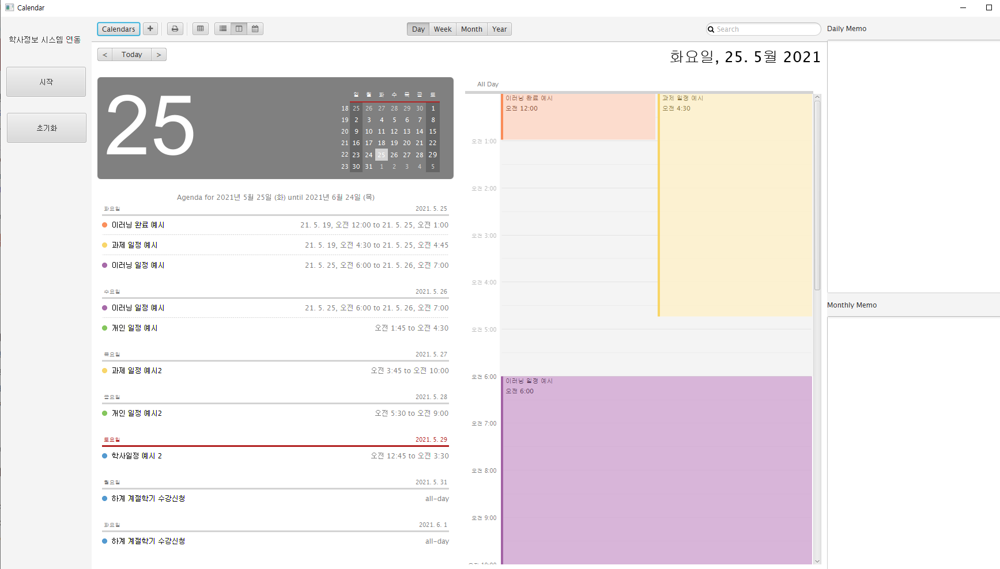 Calendar
학사정보 시스템 연동
시작
초기화
Calendars
Day Week Month Year
Search
Daily Memo
< Today >
화요일, 25. 5월 2021
25
일 월 화 수 목 금 토
18 25 26 27 28 29 30 1
19 2 3 4 5 6 7 8
20 9 10 11 12 13 14 15
21 16 17 18 19 20 21 22
22 23 24 25 26 27 28 29
23 30 31 1 2 3 4 5
Agenda for 2021년 5월 25일 (화) until 2021년 6월 24일 (목)
화요일 2021. 5. 25
이러닝 완료 예시 21. 5. 19, 오전 12:00 to 21. 5. 25, 오전 1:00
과제 일정 예시 21. 5. 19, 오전 4:30 to 21. 5. 25, 오전 4:45
이러닝 일정 예시 21. 5. 25, 오전 6:00 to 21. 5. 26, 오전 7:00
수요일 2021. 5. 26
이러닝 일정 예시 21. 5. 25, 오전 6:00 to 21. 5. 26, 오전 7:00
개인 일정 예시 오전 1:45 to 오전 4:30
목요일 2021. 5. 27
과제 일정 예시2 오전 3:45 to 오전 10:00
금요일 2021. 5. 28
개인 일정 예시2 오전 5:30 to 오전 9:00
토요일 2021. 5. 29
학사일정 예시 2 오전 12:45 to 오전 3:30
월요일 2021. 5. 31
하계 계절학기 수강신청 all-day
화요일 2021. 6. 1
하계 계절학기 수강신청 all-day
All Day
이러닝 완료 예시
오전 12:00
과제 일정 예시
오전 4:30
오전 1:00
오전 2:00
오전 3:00
오전 4:00
오전 5:00
오전 6:00
이러닝 일정 예시
오전 6:00
오전 7:00
오전 8:00
오전 9:00
오전 10:00
Monthly Memo